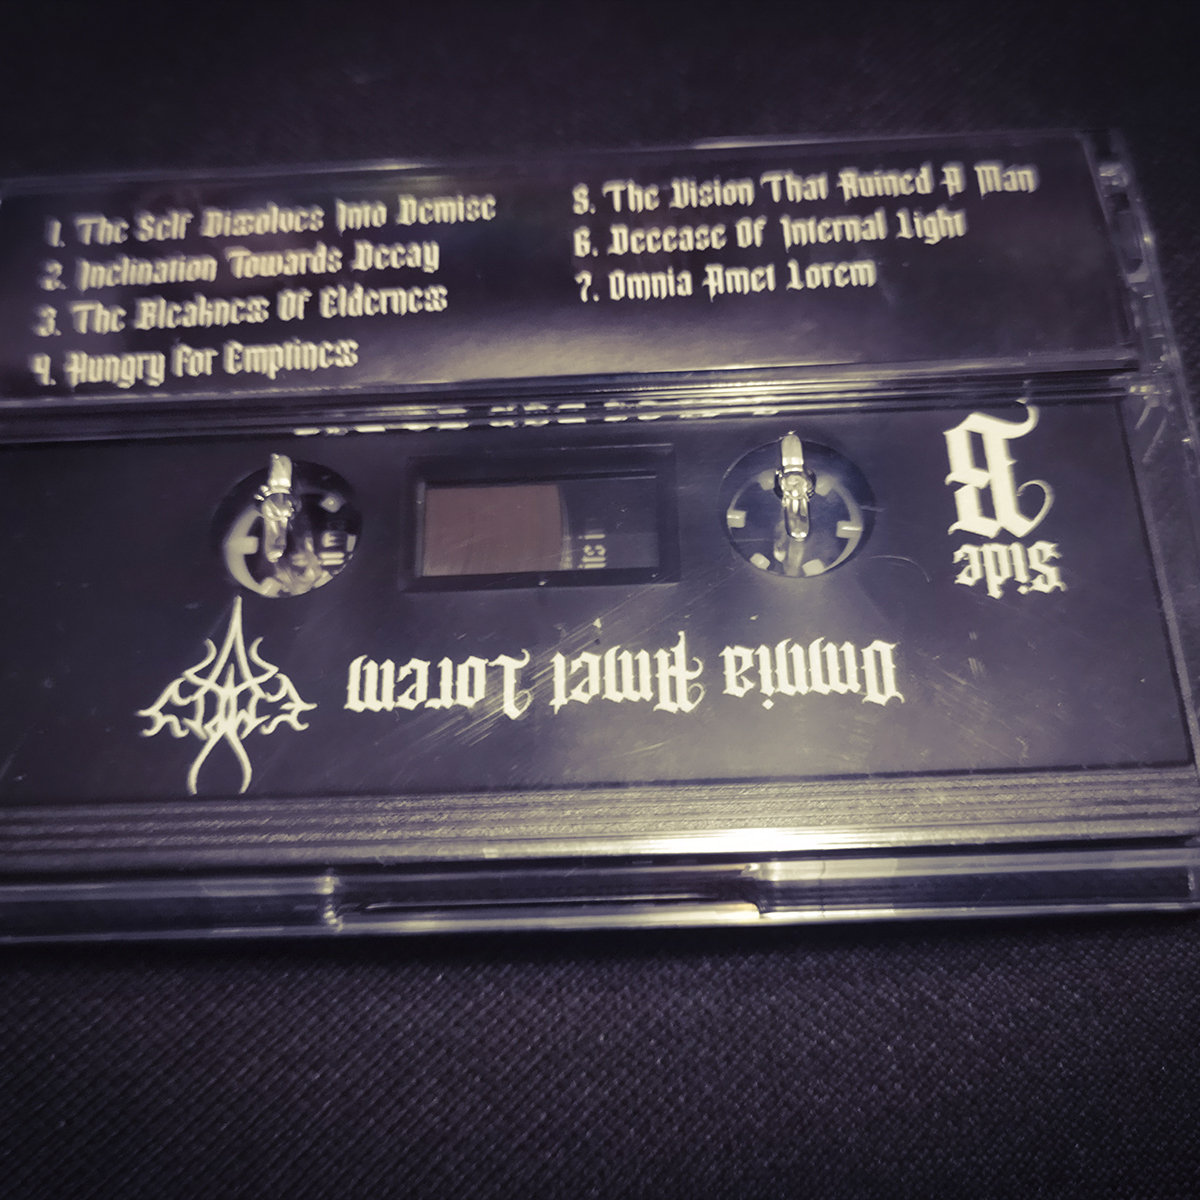 1. The Self Dissolves Into Demise
2. Inclination Towards Decay
3. The Bleakness Of Elderness
4. Hungry For Emptiness
5. The Vision That Ruined A Man
6. Decease Of Internal Light
7. Omnia Amet Lorem
Side
B
Omnia Amet Lorem